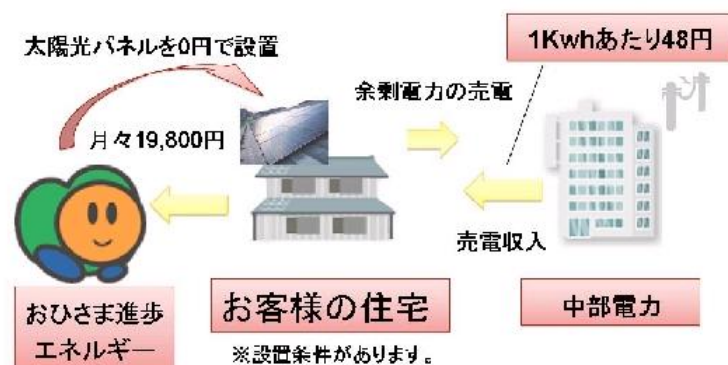 太陽光パネルを0円で設置
1Kwhあたり48円
余剰電力の売電
月々19,800円
売電収入
おひさま進歩
エネルギー
お客様の住宅
中部電力
※設置条件があります。